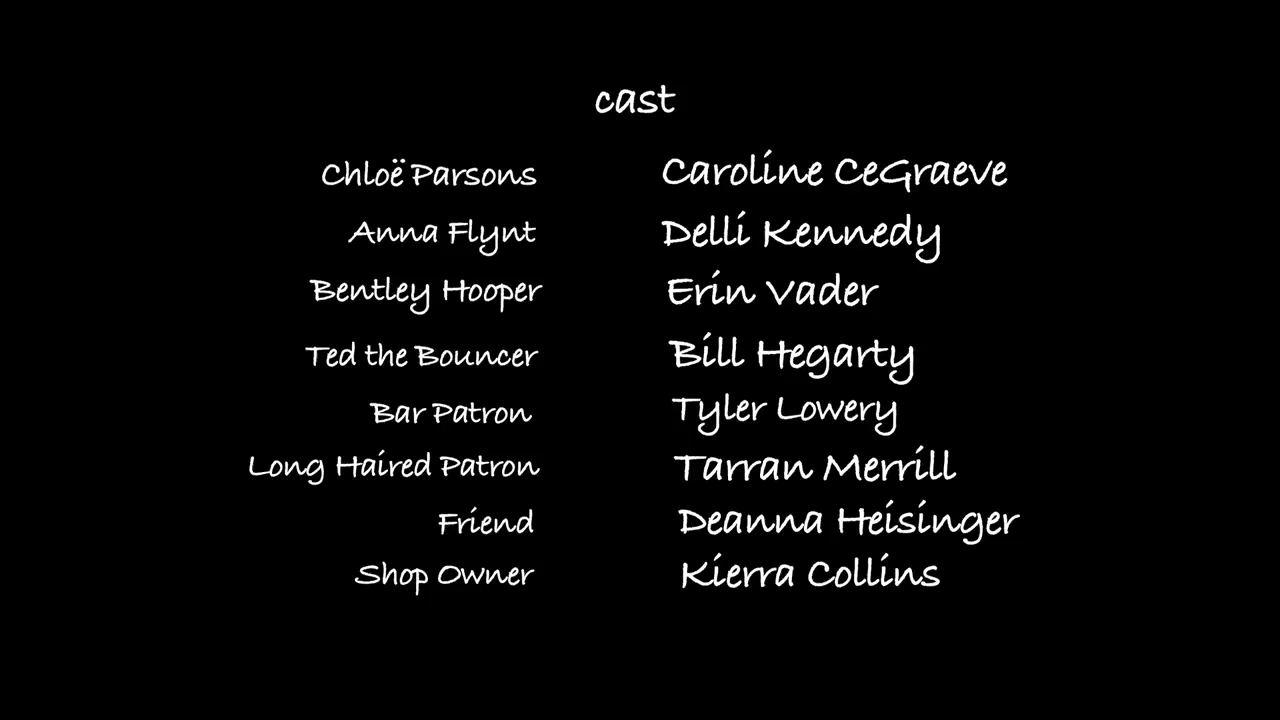 cast
Chloë Parsons Caroline CeGraeve
Anna Flynt Delli Kennedy
Bentley Hooper Erin Vader
Ted the Bouncer Bill Hegarty
Bar Patron Tyler Lowery
Long Haired Patron Tarran Merrill
Friend Deanna Heisinger
Shop Owner Kierra Collins